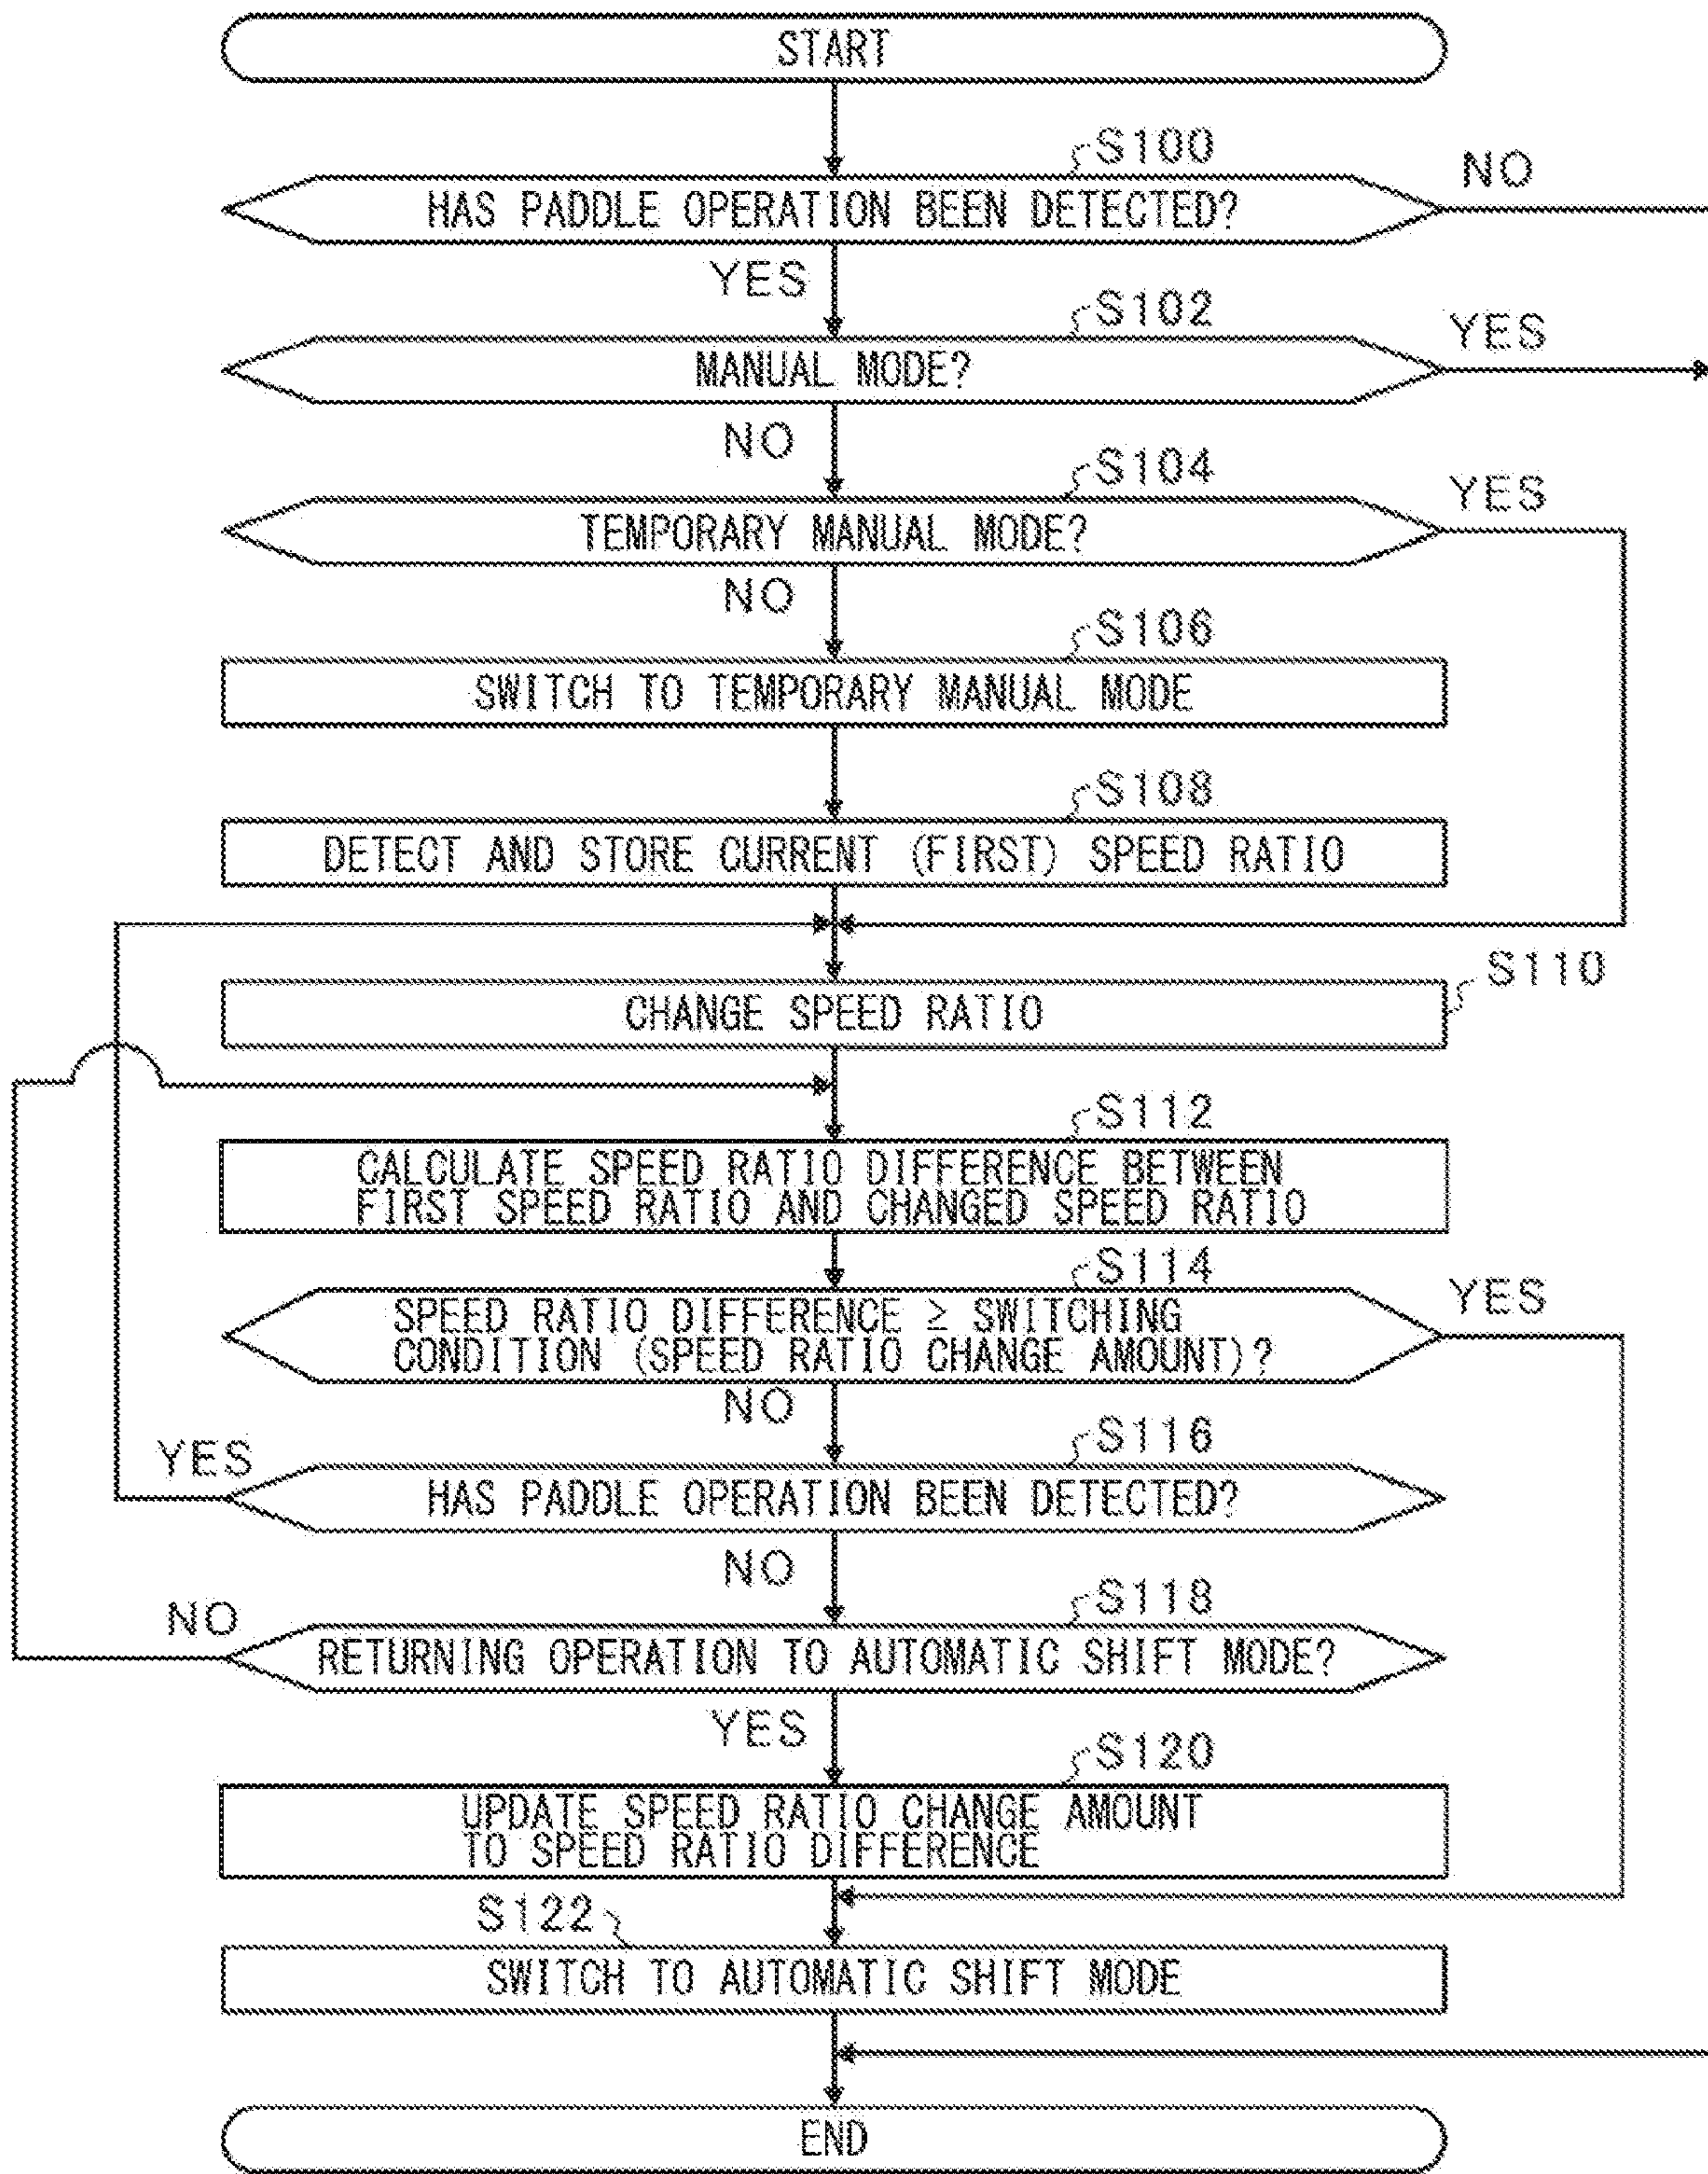 START
S100
NO
HAS PADDLE OPERATION BEEN DETECTED?
YES
S102
YES
MANUAL MODE?
NO
S104
YES
TEMPORARY MANUAL MODE?
NO
S106
SWITCH TO TEMPORARY MANUAL MODE
S108
DETECT AND STORE CURRENT (FIRST) SPEED RATIO
S110
CHANGE SPEED RATIO
S112
CALCULATE SPEED RATIO DIFFERENCE BETWEEN
FIRST SPEED RATIO AND CHANGED SPEED RATIO
S114
YES
SPEED RATIO DIFFERENCE ≥ SWITCHING
CONDITION (SPEED RATIO CHANGE AMOUNT)?
NO
S116
YES
HAS PADDLE OPERATION BEEN DETECTED?
NO
S118
NO
RETURNING OPERATION TO AUTOMATIC SHIFT MODE?
YES
S120
UPDATE SPEED RATIO CHANGE AMOUNT
TO SPEED RATIO DIFFERENCE
S122
SWITCH TO AUTOMATIC SHIFT MODE
END